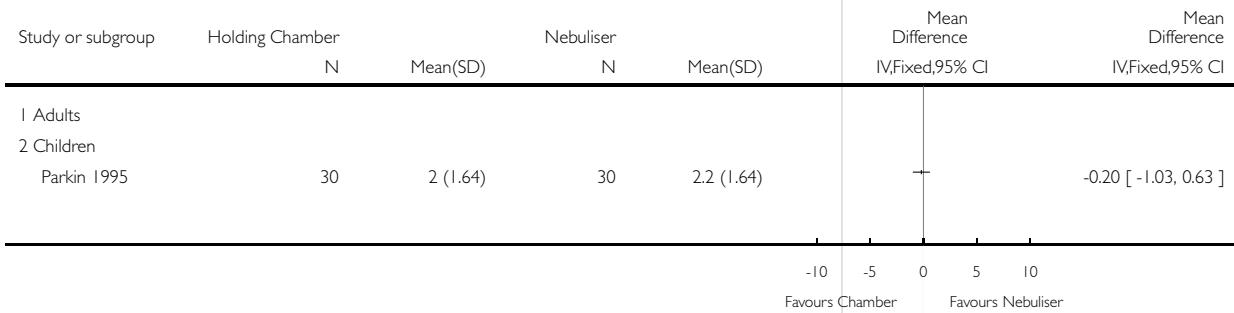 Study or subgroup Holding Chamber Nebuliser Mean Difference Mean Difference
N Mean(SD) N Mean(SD) IV,Fixed,95% CI IV,Fixed,95% CI
1 Adults
2 Children
Parkin 1995 30 2 (1.64) 30 2.2 (1.64) -0.20 [ -1.03, 0.63 ]
-10 -5 0 5 10
Favours Chamber Favours Nebuliser